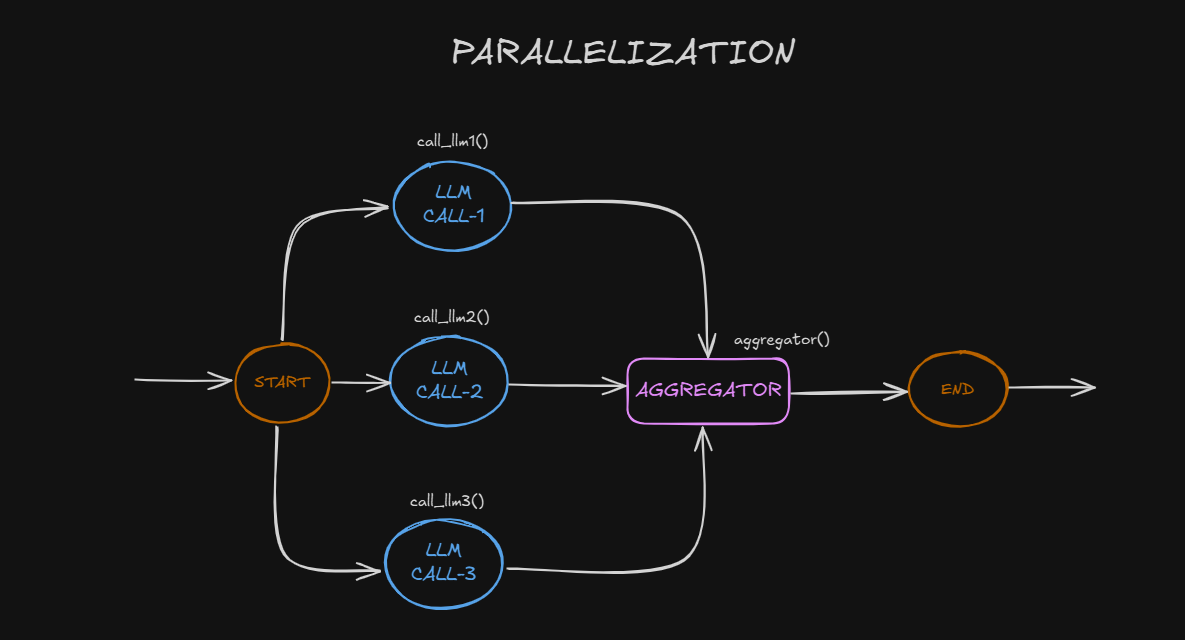 PARALLELIZATION
call_llm1()
LLM
CALL-1
call_llm2()
LLM
CALL-2
START
aggregator()
AGGREGATOR
END
call_llm3()
LLM
CALL-3